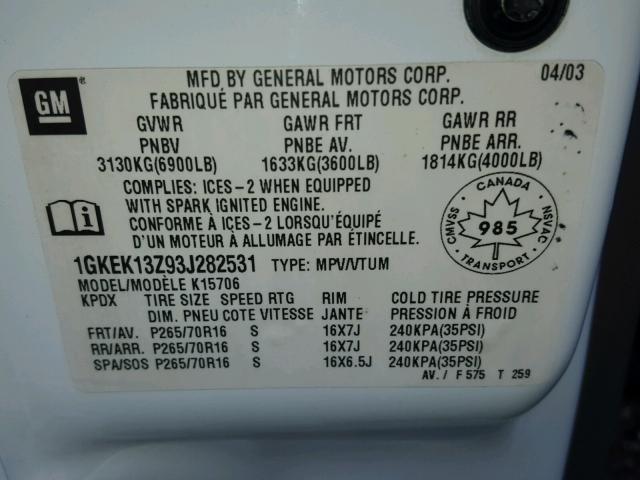 GM
MFD BY GENERAL MOTORS CORP. 04/03
FABRIQUÉ PAR GENERAL MOTORS CORP.
GVWR GAWR FRT GAWR RR
PNBV PNBE AV. PNBE ARR.
3130KG(6900LB) 1633KG(3600LB) 1814KG(4000LB)
COMPLIES: ICES-2 WHEN EQUIPPED
WITH SPARK IGNITED ENGINE.
CONFORME À ICES-2 LORSQU'ÉQUIPÉ
D'UN MOTEUR À ALLUMAGE PAR ÉTINCELLE.
CANADA
CMVSS 985 NSVAC
1GKEK13Z93J282531 TYPE: MPV/VTUM
MODEL/MODÈLE K15706
KPDX TIRE SIZE SPEED RTG RIM COLD TIRE PRESSURE
DIM. PNEU COTE VITESSE JANTE PRESSION À FROID
FRT/AV. P265/70R16 S 16X7J 240KPA(35PSI)
RR/ARR. P265/70R16 S 16X7J 240KPA(35PSI)
SPA/SOS P265/70R16 S 16X6.5J 240KPA(35PSI)
AV. / F 575 T 259